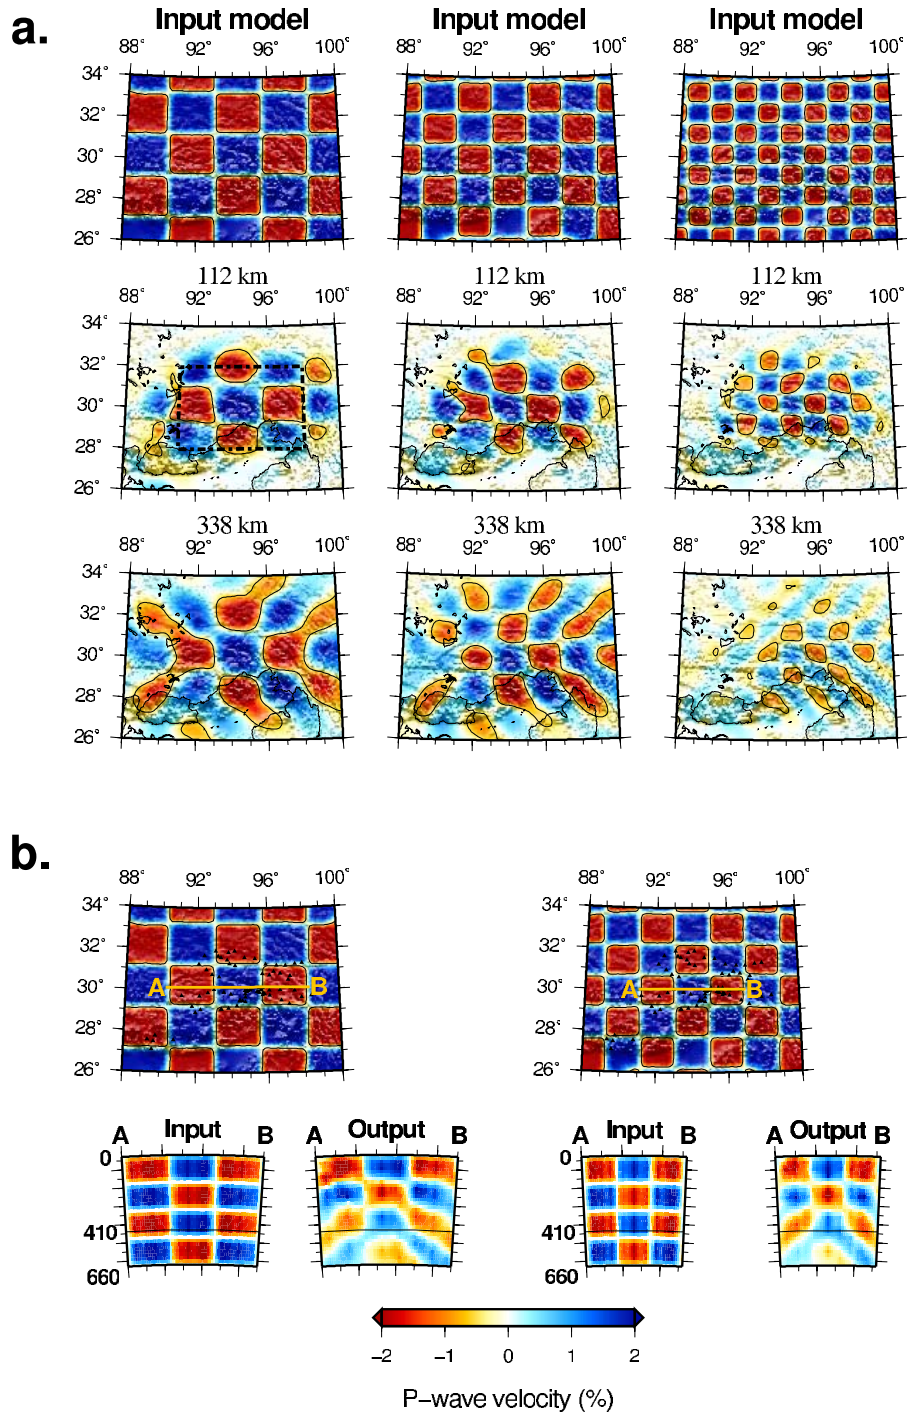 a.
Input model Input model Input model
88° 92° 96° 100° 88° 92° 96° 100° 88° 92° 96° 100°
34°
32°
30°
28°
26°
112 km 112 km 112 km
88° 92° 96° 100° 88° 92° 96° 100° 88° 92° 96° 100°
34°
32°
30°
28°
26°
338 km 338 km 338 km
88° 92° 96° 100° 88° 92° 96° 100° 88° 92° 96° 100°
34°
32°
30°
28°
26°
b.
88° 92° 96° 100° 88° 92° 96° 100°
34° 34°
32° 32°
30° A B 30° A B
28° 28°
26° 26°
A Input B A Output B A Input B A Output B
0 0
410 410
660 660
−2 −1 0 1 2
P−wave velocity (%)